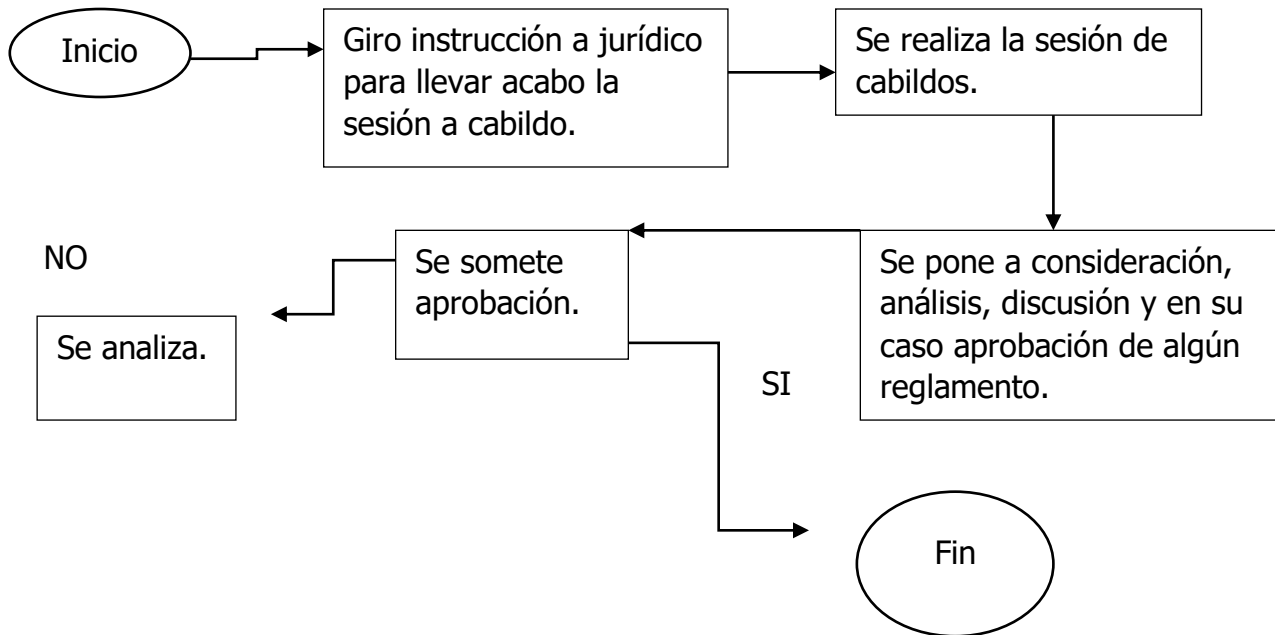 Inicio
Giro instrucción a jurídico
para llevar acabo la
sesión a cabildo.
Se realiza la sesión de
cabildos.
Se pone a consideración,
análisis, discusión y en su
caso aprobación de algún
reglamento.
Se somete
aprobación.
NO
Se analiza.
SI
Fin